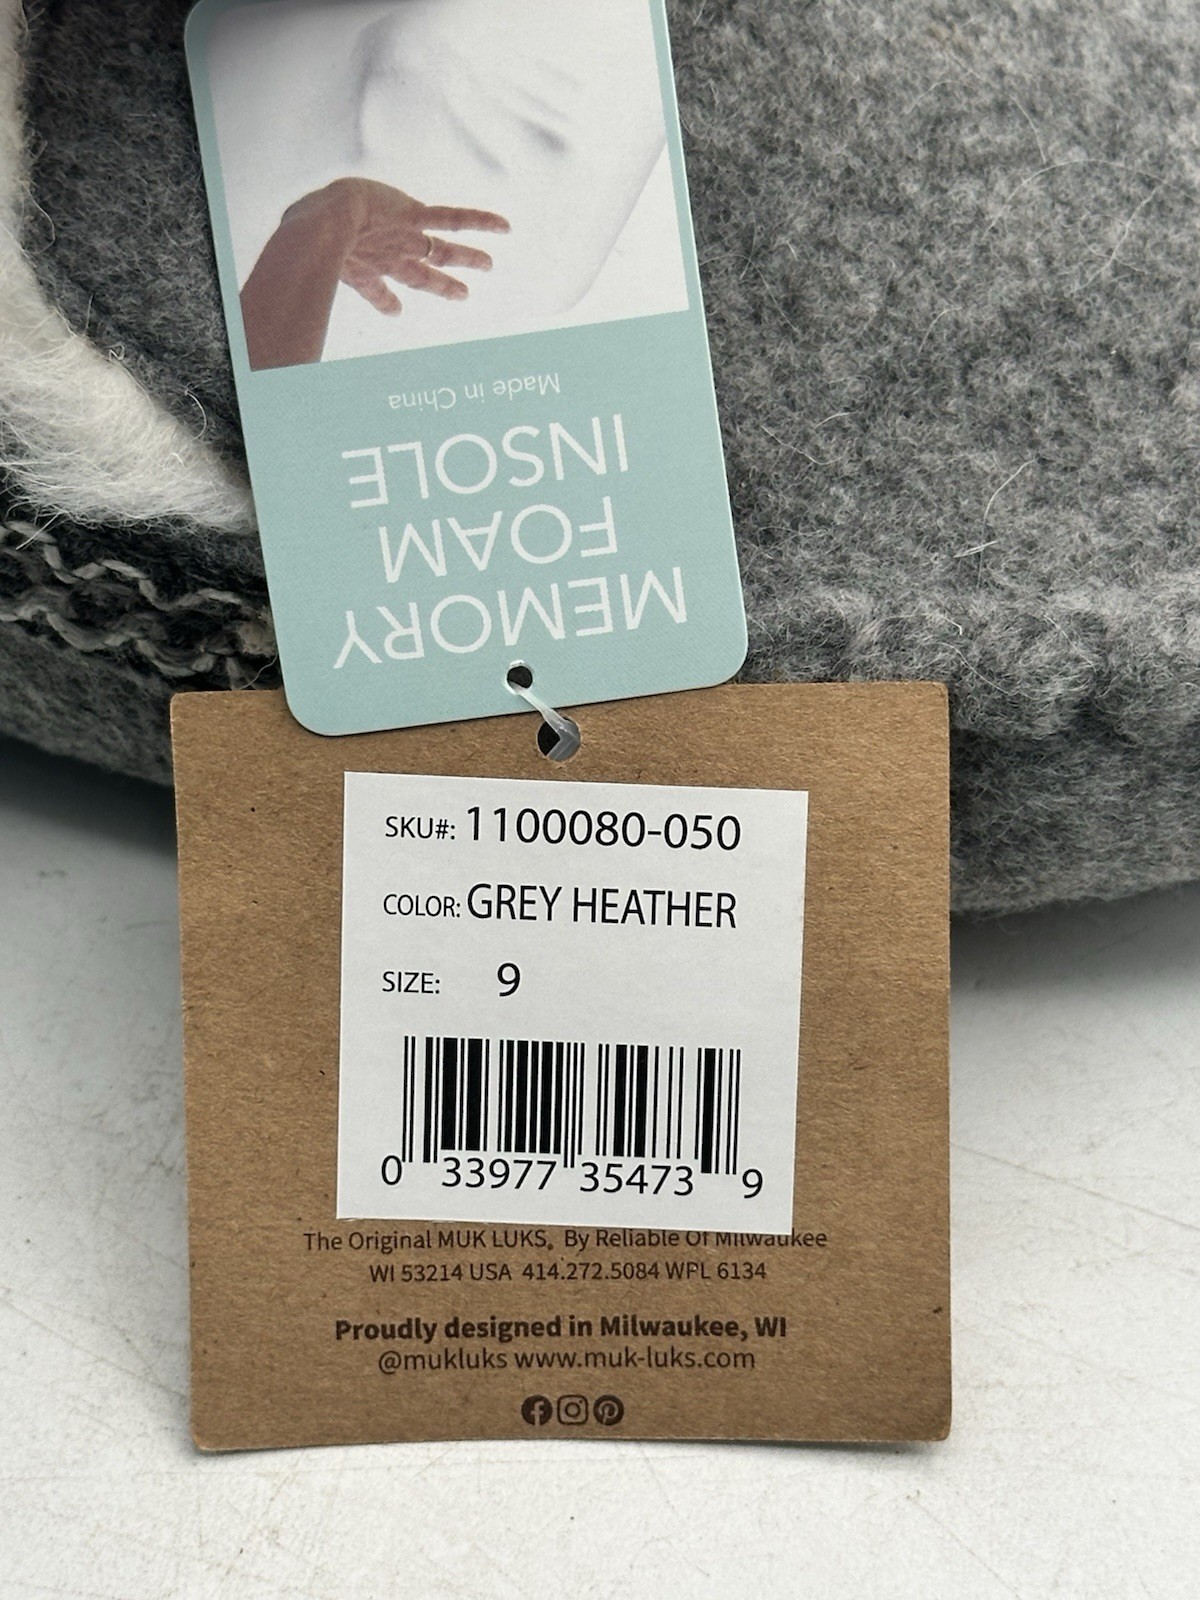 MEMORY
FOAM
INSOLE
Made in China
SKU#: 1100080-050
COLOR: GREY HEATHER
SIZE: 9
0 33977 35473 9
The Original MUK LUKS® By Reliable Of Milwaukee
WI 53214 USA 414.272.5084 WPL 6134
Proudly designed in Milwaukee, WI
@mukluks www.muk-luks.com